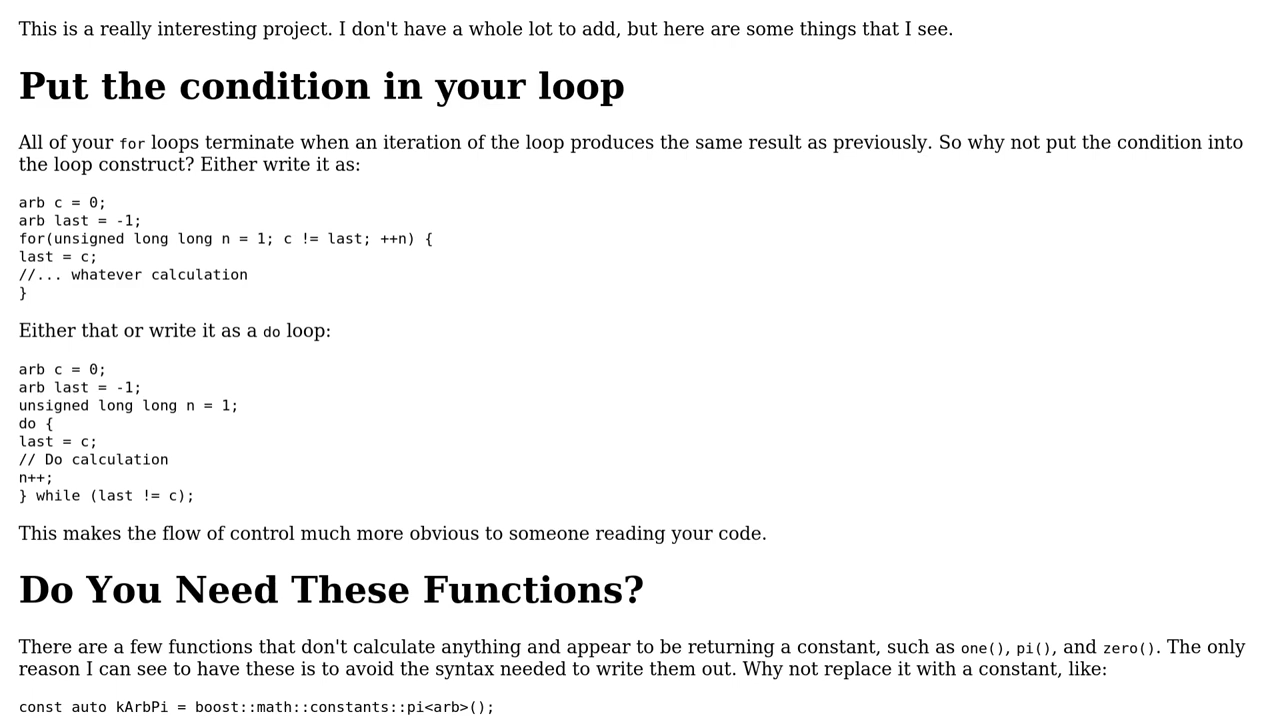 This is a really interesting project. I don't have a whole lot to add, but here are some things that I see.
Put the condition in your loop
All of your for loops terminate when an iteration of the loop produces the same result as previously. So why not put the condition into
the loop construct? Either write it as:
arb c = 0;
arb last = -1;
for(unsigned long long n = 1; c != last; ++n) {
last = c;
//... whatever calculation
}
Either that or write it as a do loop:
arb c = 0;
arb last = -1;
unsigned long long n = 1;
do {
last = c;
// Do calculation
n++;
} while (last != c);
This makes the flow of control much more obvious to someone reading your code.
Do You Need These Functions?
There are a few functions that don't calculate anything and appear to be returning a constant, such as one(), pi(), and zero(). The only
reason I can see to have these is to avoid the syntax needed to write them out. Why not replace it with a constant, like:
const auto kArbPi = boost::math::constants::pi<arb>();